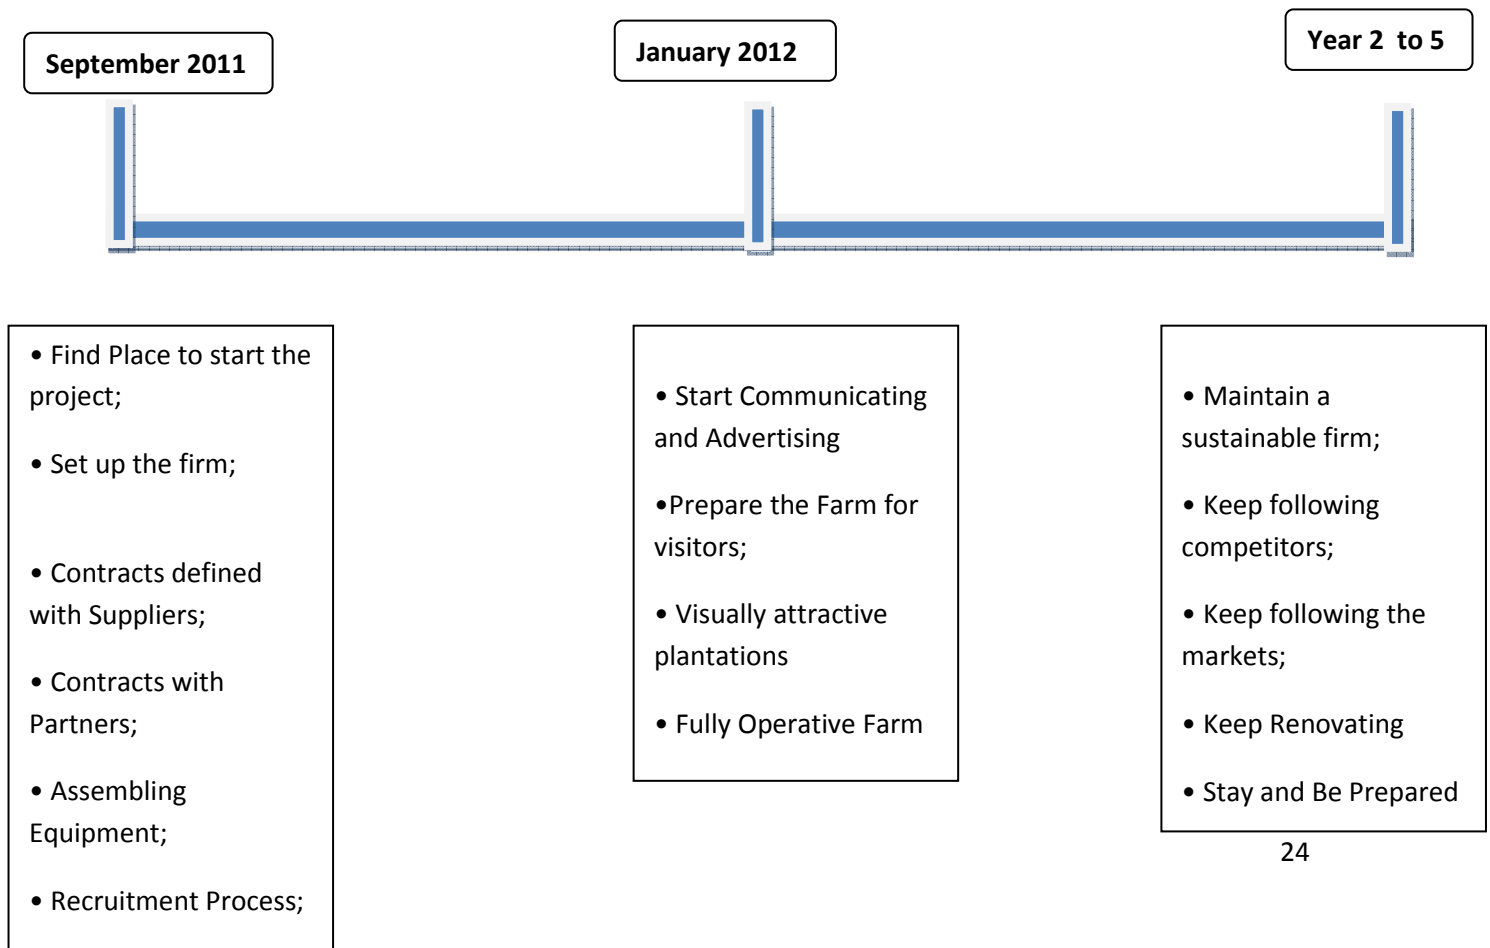 September 2011
January 2012
Year 2 to 5
• Find Place to start the
project;
• Set up the firm;
• Contracts defined
with Suppliers;
• Contracts with
Partners;
• Assembling
Equipment;
• Recruitment Process;
• Start Communicating
and Advertising
•Prepare the Farm for
visitors;
• Visually attractive
plantations
• Fully Operative Farm
• Maintain a
sustainable firm;
• Keep following
competitors;
• Keep following the
markets;
• Keep Renovating
• Stay and Be Prepared
24